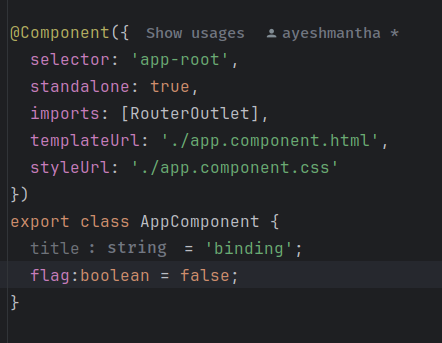 @Component({ Show usages ayeshmantha *
  selector: 'app-root',
  standalone: true,
  imports: [RouterOutlet],
  templateUrl: './app.component.html',
  styleUrl: './app.component.css'
})
export class AppComponent {
  title : string = 'binding';
  flag:boolean = false;
}